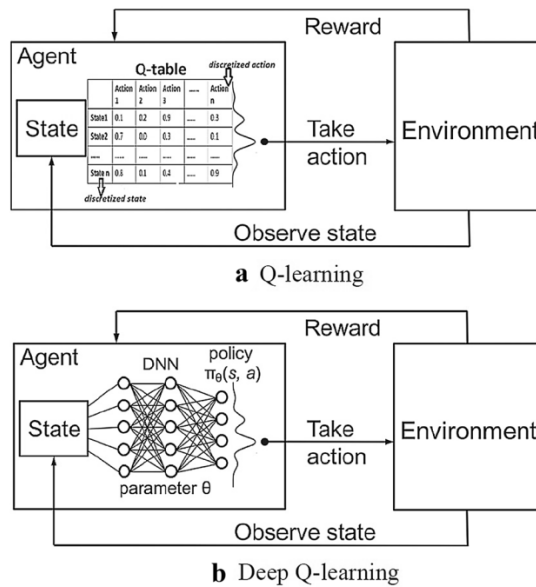 Reward
Agent
Q-table
discretized action
Action 1 Action 2 Action 3 ...... Action n
State1 0.1 0.2 0.9 ..... 0.3
State2 0.7 0.0 0.3 ..... 0.1
..... ..... ..... ..... ..... .....
State n 0.8 0.1 0.4 ..... 0.9
discretized state
State
Take action
Environment
Observe state
a Q-learning
Reward
Agent
DNN
policy
πθ(s, a)
State
parameter θ
Take action
Environment
Observe state
b Deep Q-learning